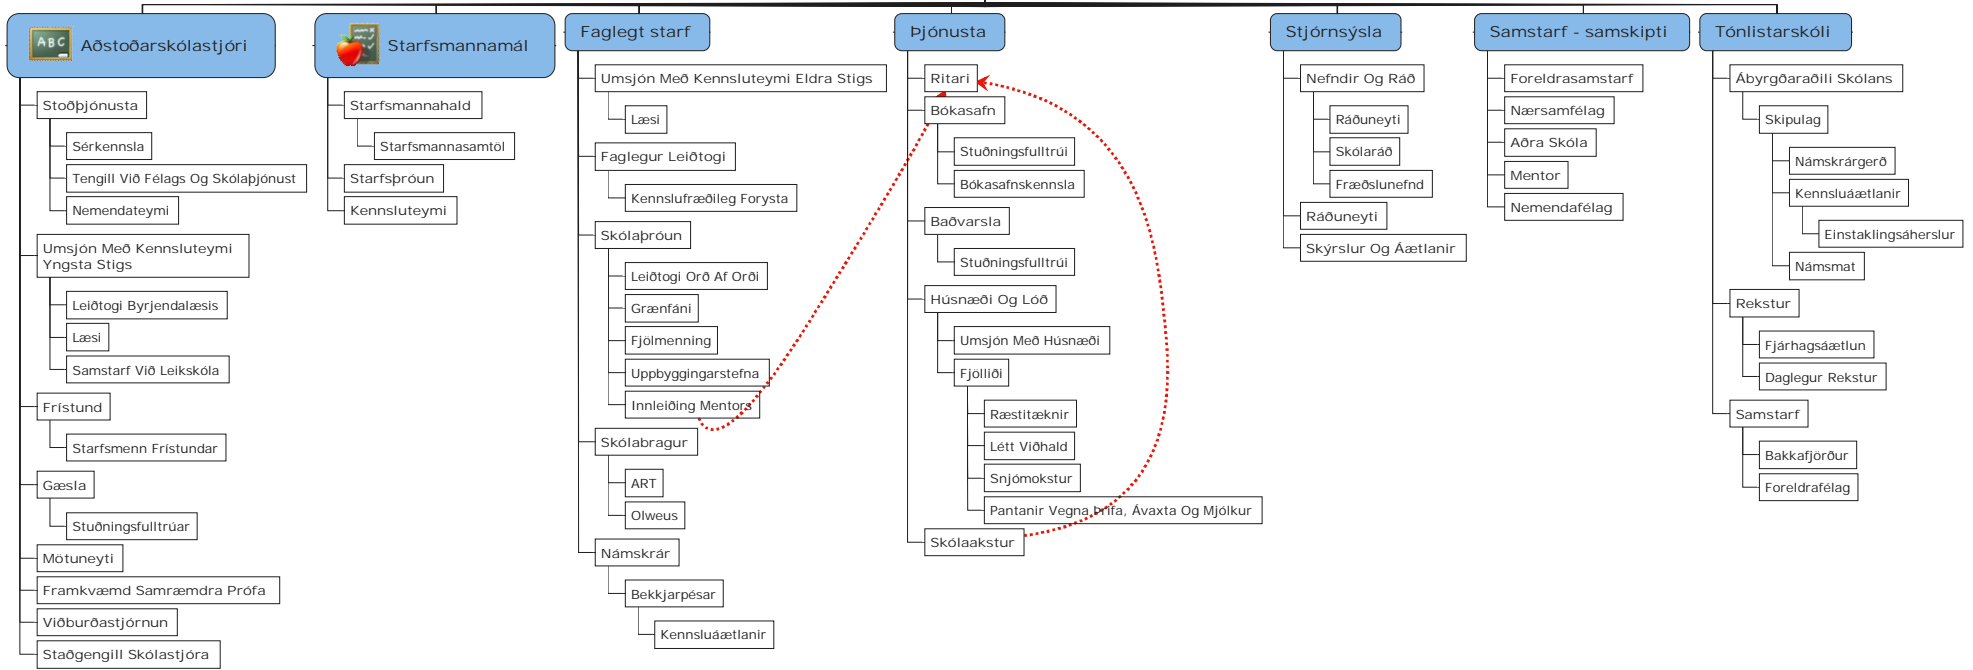 ABC
Aðstoðarskólastjóri
Stoðþjónusta
Sérkennsla
Tengill Við Félags Og Skólaþjónust
Nemendateymi
Umsjón Með Kennsluteymi
Yngsta Stigs
Leiðtogi Byrjendalæsis
Læsi
Samstarf Við Leikskóla
Frístund
Starfsmenn Frístundar
Gæsla
Stuðningsfulltrúar
Mötuneyti
Framkvæmd Samræmdra Prófa
Viðburðastjórnun
Staðgengill Skólastjóra
Starfsmannamál
Starfsmannahald
Starfsmannasamtöl
Starfsþróun
Kennsluteymi
Faglegt starf
Umsjón Með Kennsluteymi Eldra Stigs
Læsi
Faglegur Leiðtogi
Kennslufræðileg Forysta
Skólaþróun
Leiðtogi Orð Af Orði
Grænfáni
Fjölmenning
Uppbyggingarstefna
Innleiðing Mentors
Skólabragur
ART
Olweus
Námskrár
Bekkjarpésar
Kennsluáætlanir
Þjónusta
Ritari
Bókasafn
Stuðningsfulltrúi
Bókasafnskennsla
Baðvarsla
Stuðningsfulltrúi
Húsnæði Og Lóð
Umsjón Með Húsnæði
Fjölliði
Ræstitæknir
Létt Viðhald
Snjómokstur
Pantanir Vegna Þrifa, Ávaxta Og Mjólkur
Skólaakstur
Stjórnsýsla
Nefndir Og Ráð
Ráðuneyti
Skólaráð
Fræðslunefnd
Ráðuneyti
Skýrslur Og Áætlanir
Samstarf - samskipti
Foreldrasamstarf
Nærsamfélag
Aðra Skóla
Mentor
Nemendafélag
Tónlistarskóli
Ábyrgðaraðili Skólans
Skipulag
Námskrárgerð
Kennsluáætlanir
Einstaklingsáherslur
Námsmat
Rekstur
Fjárhagsáætlun
Daglegur Rekstur
Samstarf
Bakkafjörður
Foreldrafélag